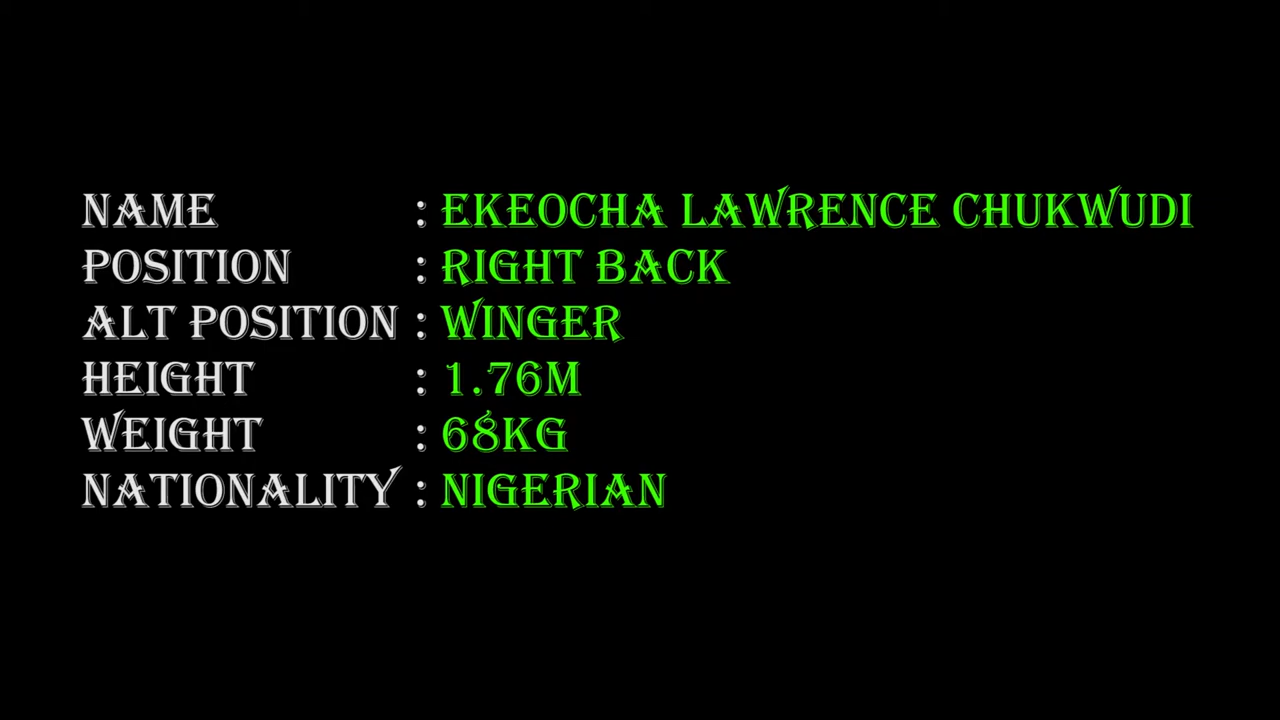 NAME : EKEOCHA LAWRENCE CHUKWUDI
POSITION : RIGHT BACK
ALT POSITION : WINGER
HEIGHT : 1.76M
WEIGHT : 68KG
NATIONALITY : NIGERIAN